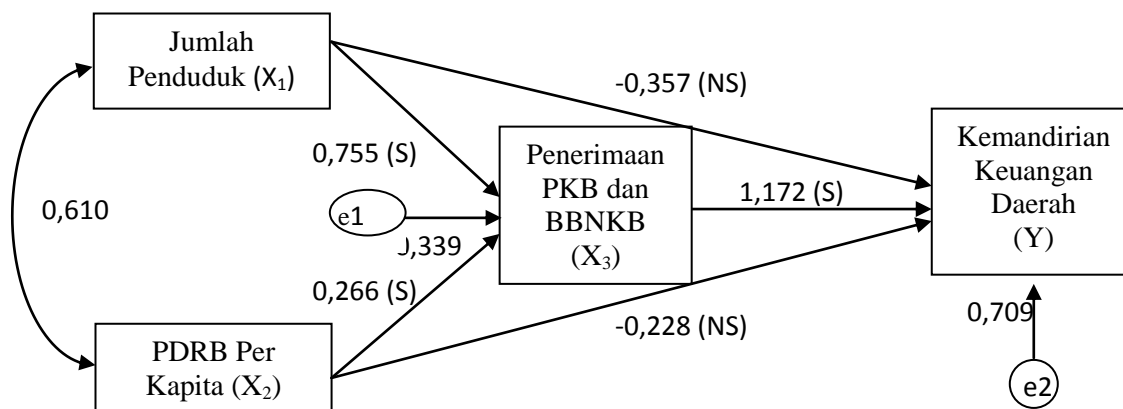 Jumlah
Penduduk (X₁)
-0,357 (NS)
0,755 (S)
Penerimaan
PKB dan
BBNKB
(X₃)
Kemandirian
Keuangan
Daerah
(Y)
1,172 (S)
0,610
e1
0,339
0,266 (S)
-0,228 (NS)
0,709
PDRB Per
Kapita (X₂)
e2